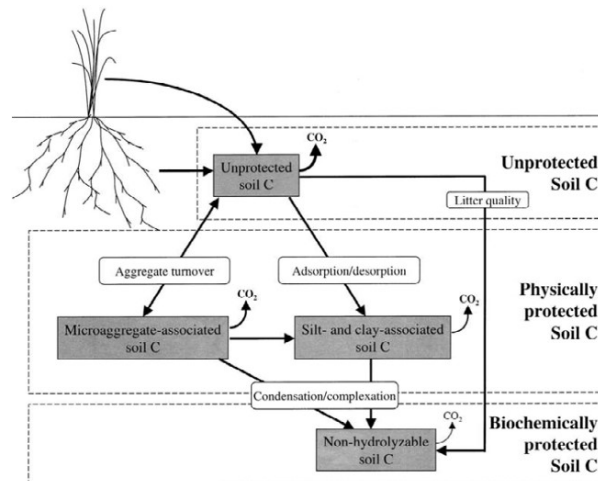 CO2
Unprotected
soil C
Unprotected
Soil C
Litter quality
Aggregate turnover
Adsorption/desorption
CO2
CO2
Physically
protected
Soil C
Microaggregate-associated
soil C
Silt- and clay-associated
soil C
Condensation/complexation
CO2
Biochemically
protected
Soil C
Non-hydrolyzable
soil C